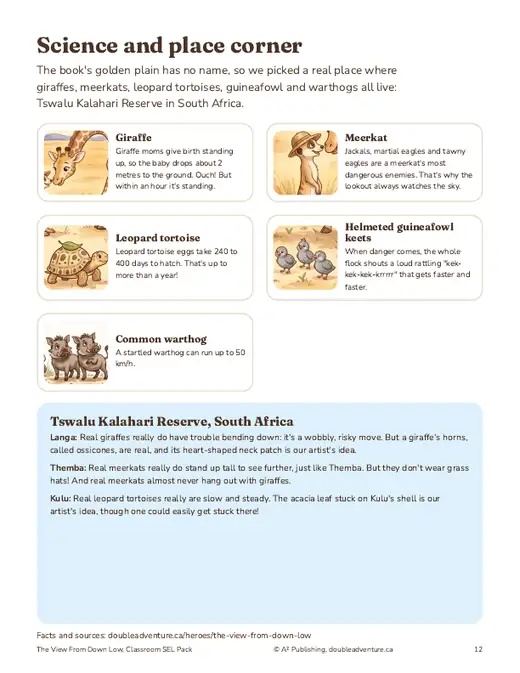 Science and place corner
The book's golden plain has no name, so we picked a real place where
giraffes, meerkats, leopard tortoises, guineafowl and warthogs all live:
Tswalu Kalahari Reserve in South Africa.
Giraffe
Giraffe moms give birth standing
up, so the baby drops about 2
metres to the ground. Ouch! But
within an hour it's standing.
Meerkat
Jackals, martial eagles and tawny
eagles are a meerkat's most
dangerous enemies. That's why the
lookout always watches the sky.
Leopard tortoise
Leopard tortoise eggs take 240 to
400 days to hatch. That's up to
more than a year!
Helmeted guineafowl
keets
When danger comes, the whole
flock shouts a loud rattling "kek-
kek-kek-krrrrr" that gets faster and
faster.
Common warthog
A startled warthog can run up to 50
km/h.
Tswalu Kalahari Reserve, South Africa
Langa: Real giraffes really do have trouble bending down: it's a wobbly, risky move. But a giraffe's horns,
called ossicones, are real, and its heart-shaped neck patch is our artist's idea.
Themba: Real meerkats really do stand up tall to see further, just like Themba. But they don't wear grass
hats! And real meerkats almost never hang out with giraffes.
Kulu: Real leopard tortoises really are slow and steady. The acacia leaf stuck on Kulu's shell is our
artist's idea, though one could easily get stuck there!
Facts and sources: doubleadventure.ca/heroes/the-view-from-down-low
The View From Down Low, Classroom SEL Pack
© A² Publishing, doubleadventure.ca
12